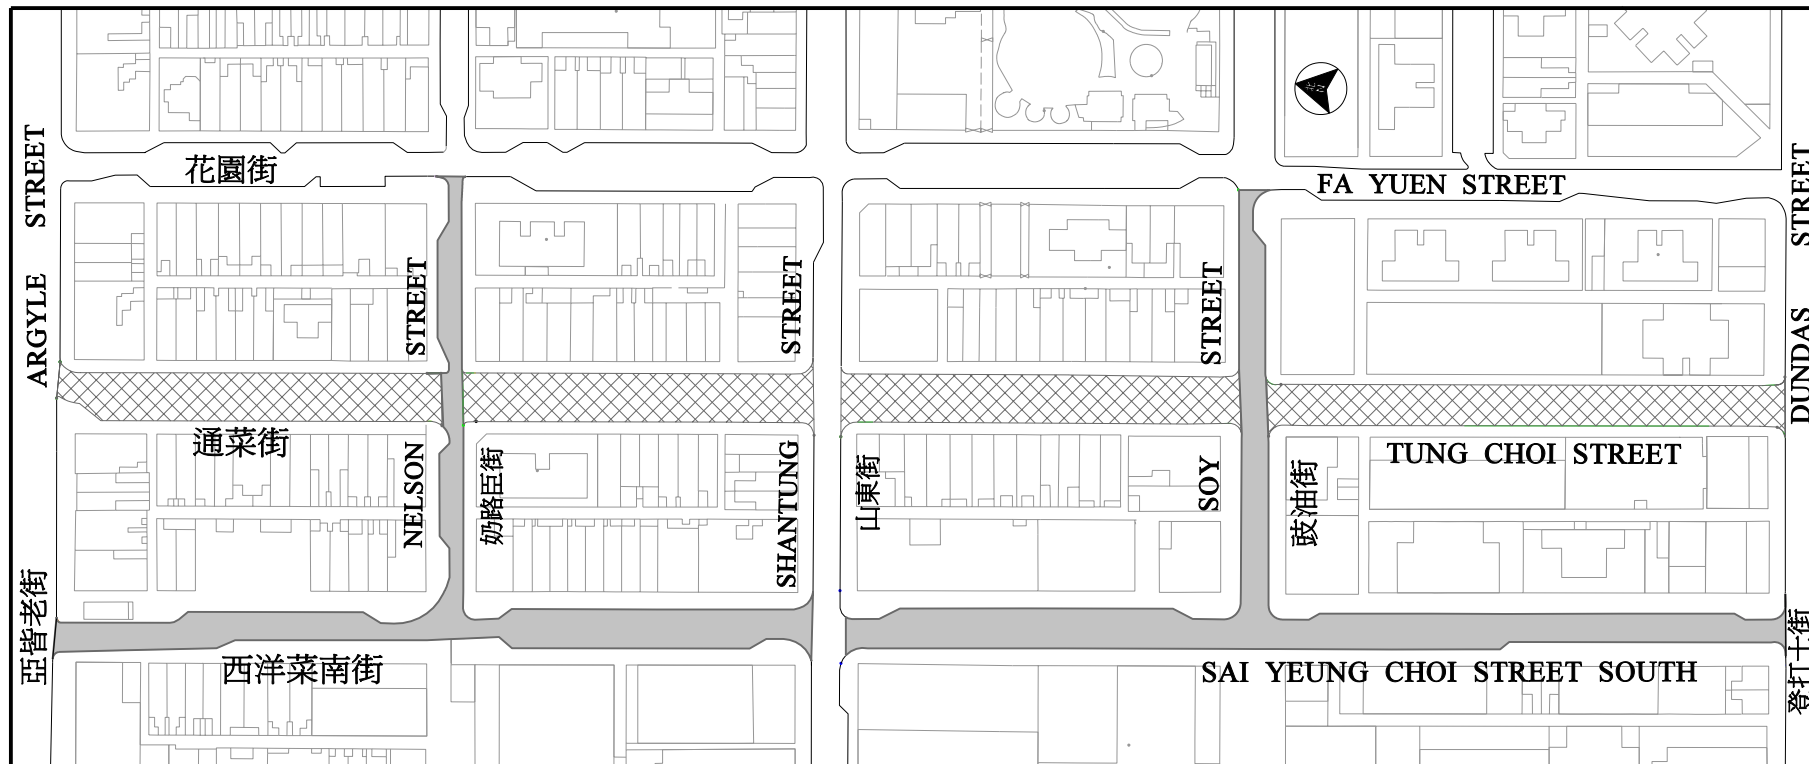 花園街
FA YUEN STREET
ARGYLE STREET
亞皆老街
通菜街
TUNG CHOI STREET
NELSON STREET
奶路臣街
SHANTUNG STREET
山東街
SOY STREET
豉油街
DUNDAS STREET
登打士街
西洋菜南街
SAI YEUNG CHOI STREET SOUTH